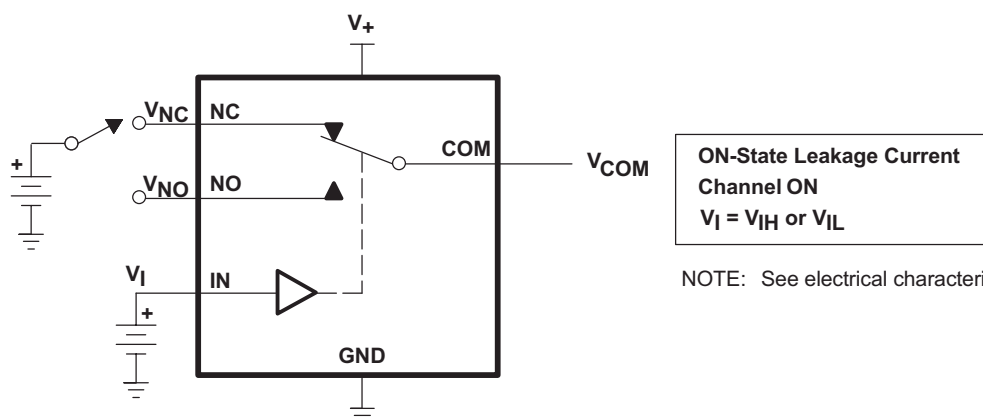 V+
VNC NC
+
COM
VCOM
VNO NO
VI IN
+
GND
ON-State Leakage Current
Channel ON
VI = VIH or VIL
NOTE: See electrical characteri